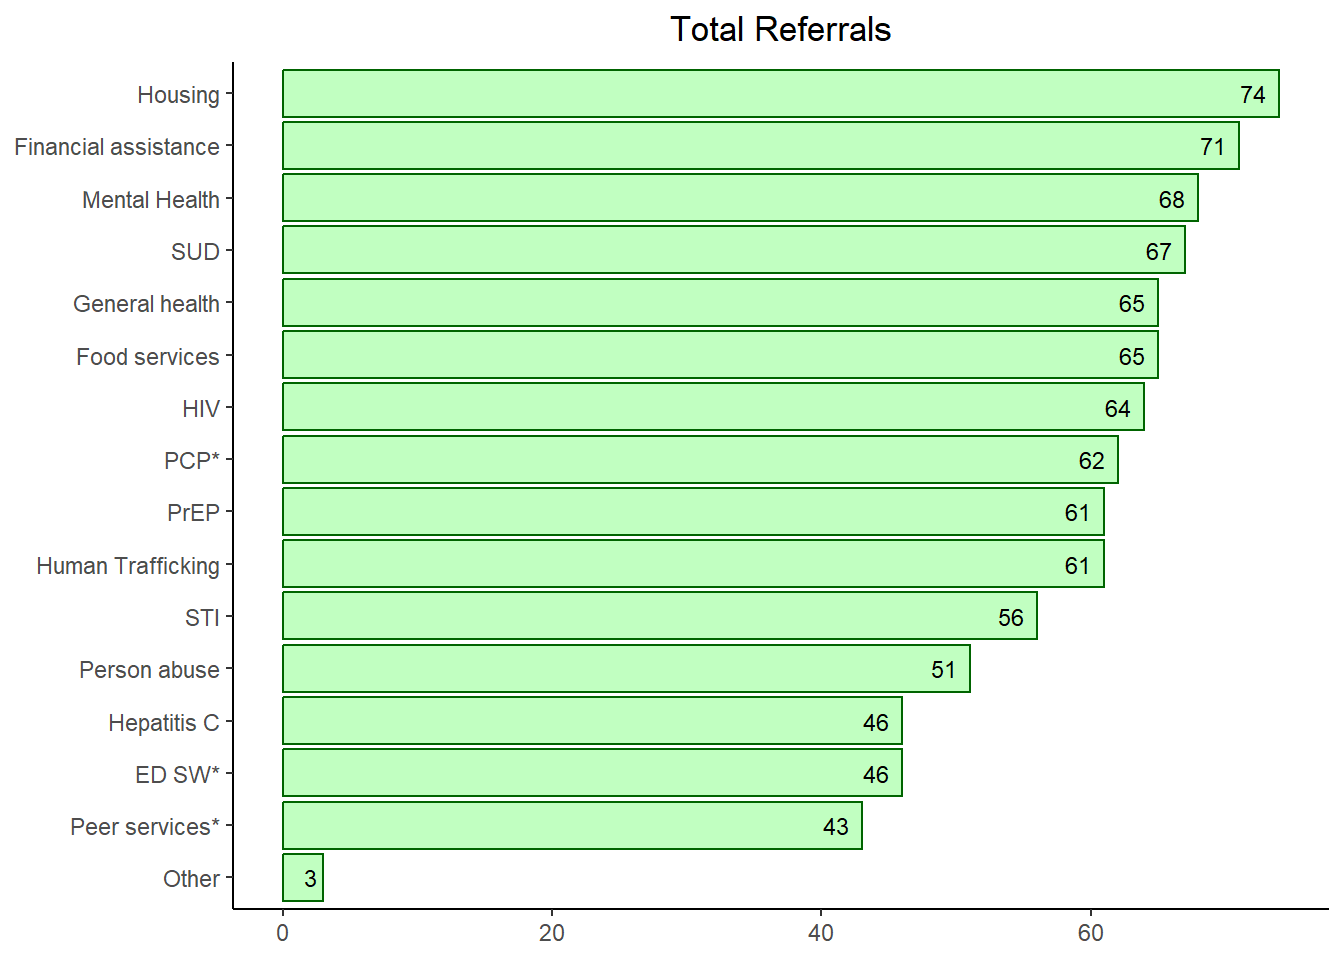 Total Referrals
Housing 74
Financial assistance 71
Mental Health 68
SUD 67
General health 65
Food services 65
HIV 64
PCP* 62
PrEP 61
Human Trafficking 61
STI 56
Person abuse 51
Hepatitis C 46
ED SW* 46
Peer services* 43
Other 3
0 20 40 60